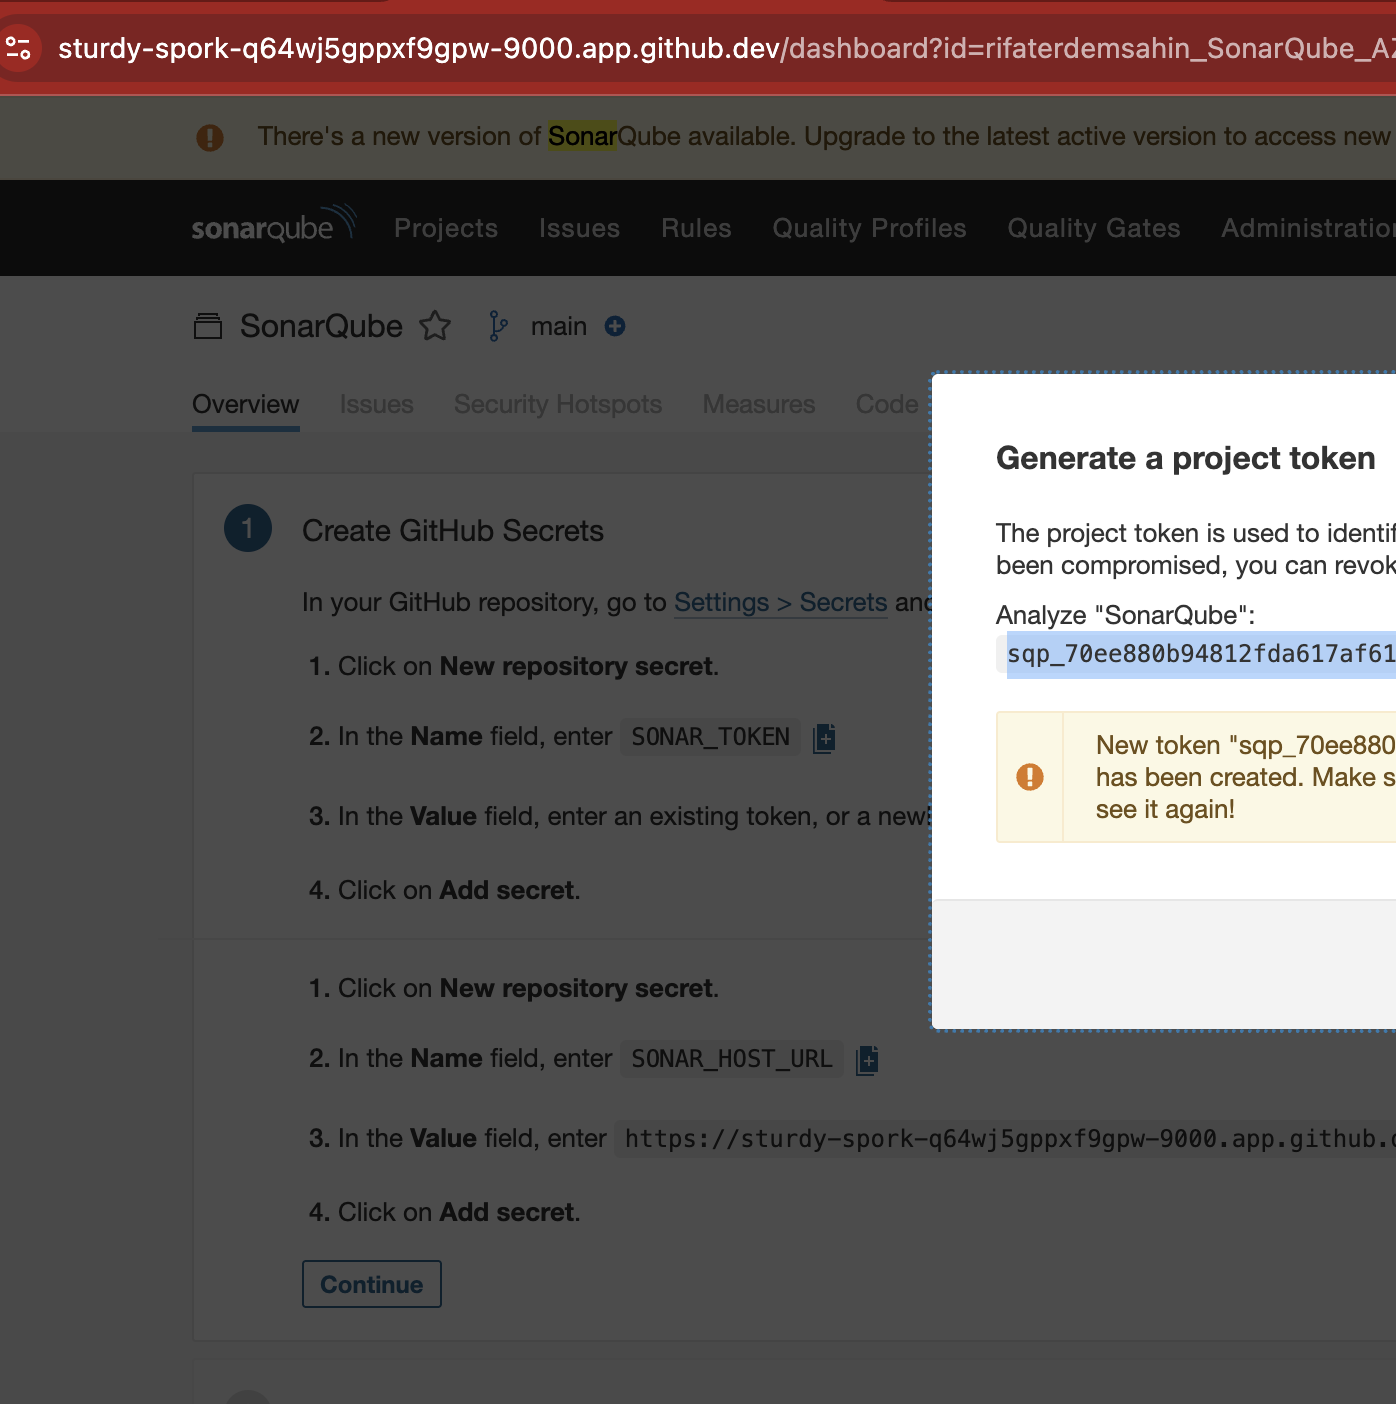 sturdy-spork-q64wj5gppxf9gpw-9000.app.github.dev/dashboard?id=rifaterdemsahin_SonarQube_AZ
There's a new version of SonarQube available. Upgrade to the latest active version to access new
sonarqube Projects Issues Rules Quality Profiles Quality Gates Administration
SonarQube main
Overview Issues Security Hotspots Measures Code
Generate a project token
The project token is used to identif
been compromised, you can revok
Analyze "SonarQube":
sqp_70ee880b94812fda617af61
New token "sqp_70ee880
has been created. Make s
see it again!
1 Create GitHub Secrets
In your GitHub repository, go to Settings > Secrets and
1. Click on New repository secret.
2. In the Name field, enter SONAR_TOKEN
3. In the Value field, enter an existing token, or a new
4. Click on Add secret.
1. Click on New repository secret.
2. In the Name field, enter SONAR_HOST_URL
3. In the Value field, enter https://sturdy-spork-q64wj5gppxf9gpw-9000.app.github.d
4. Click on Add secret.
Continue